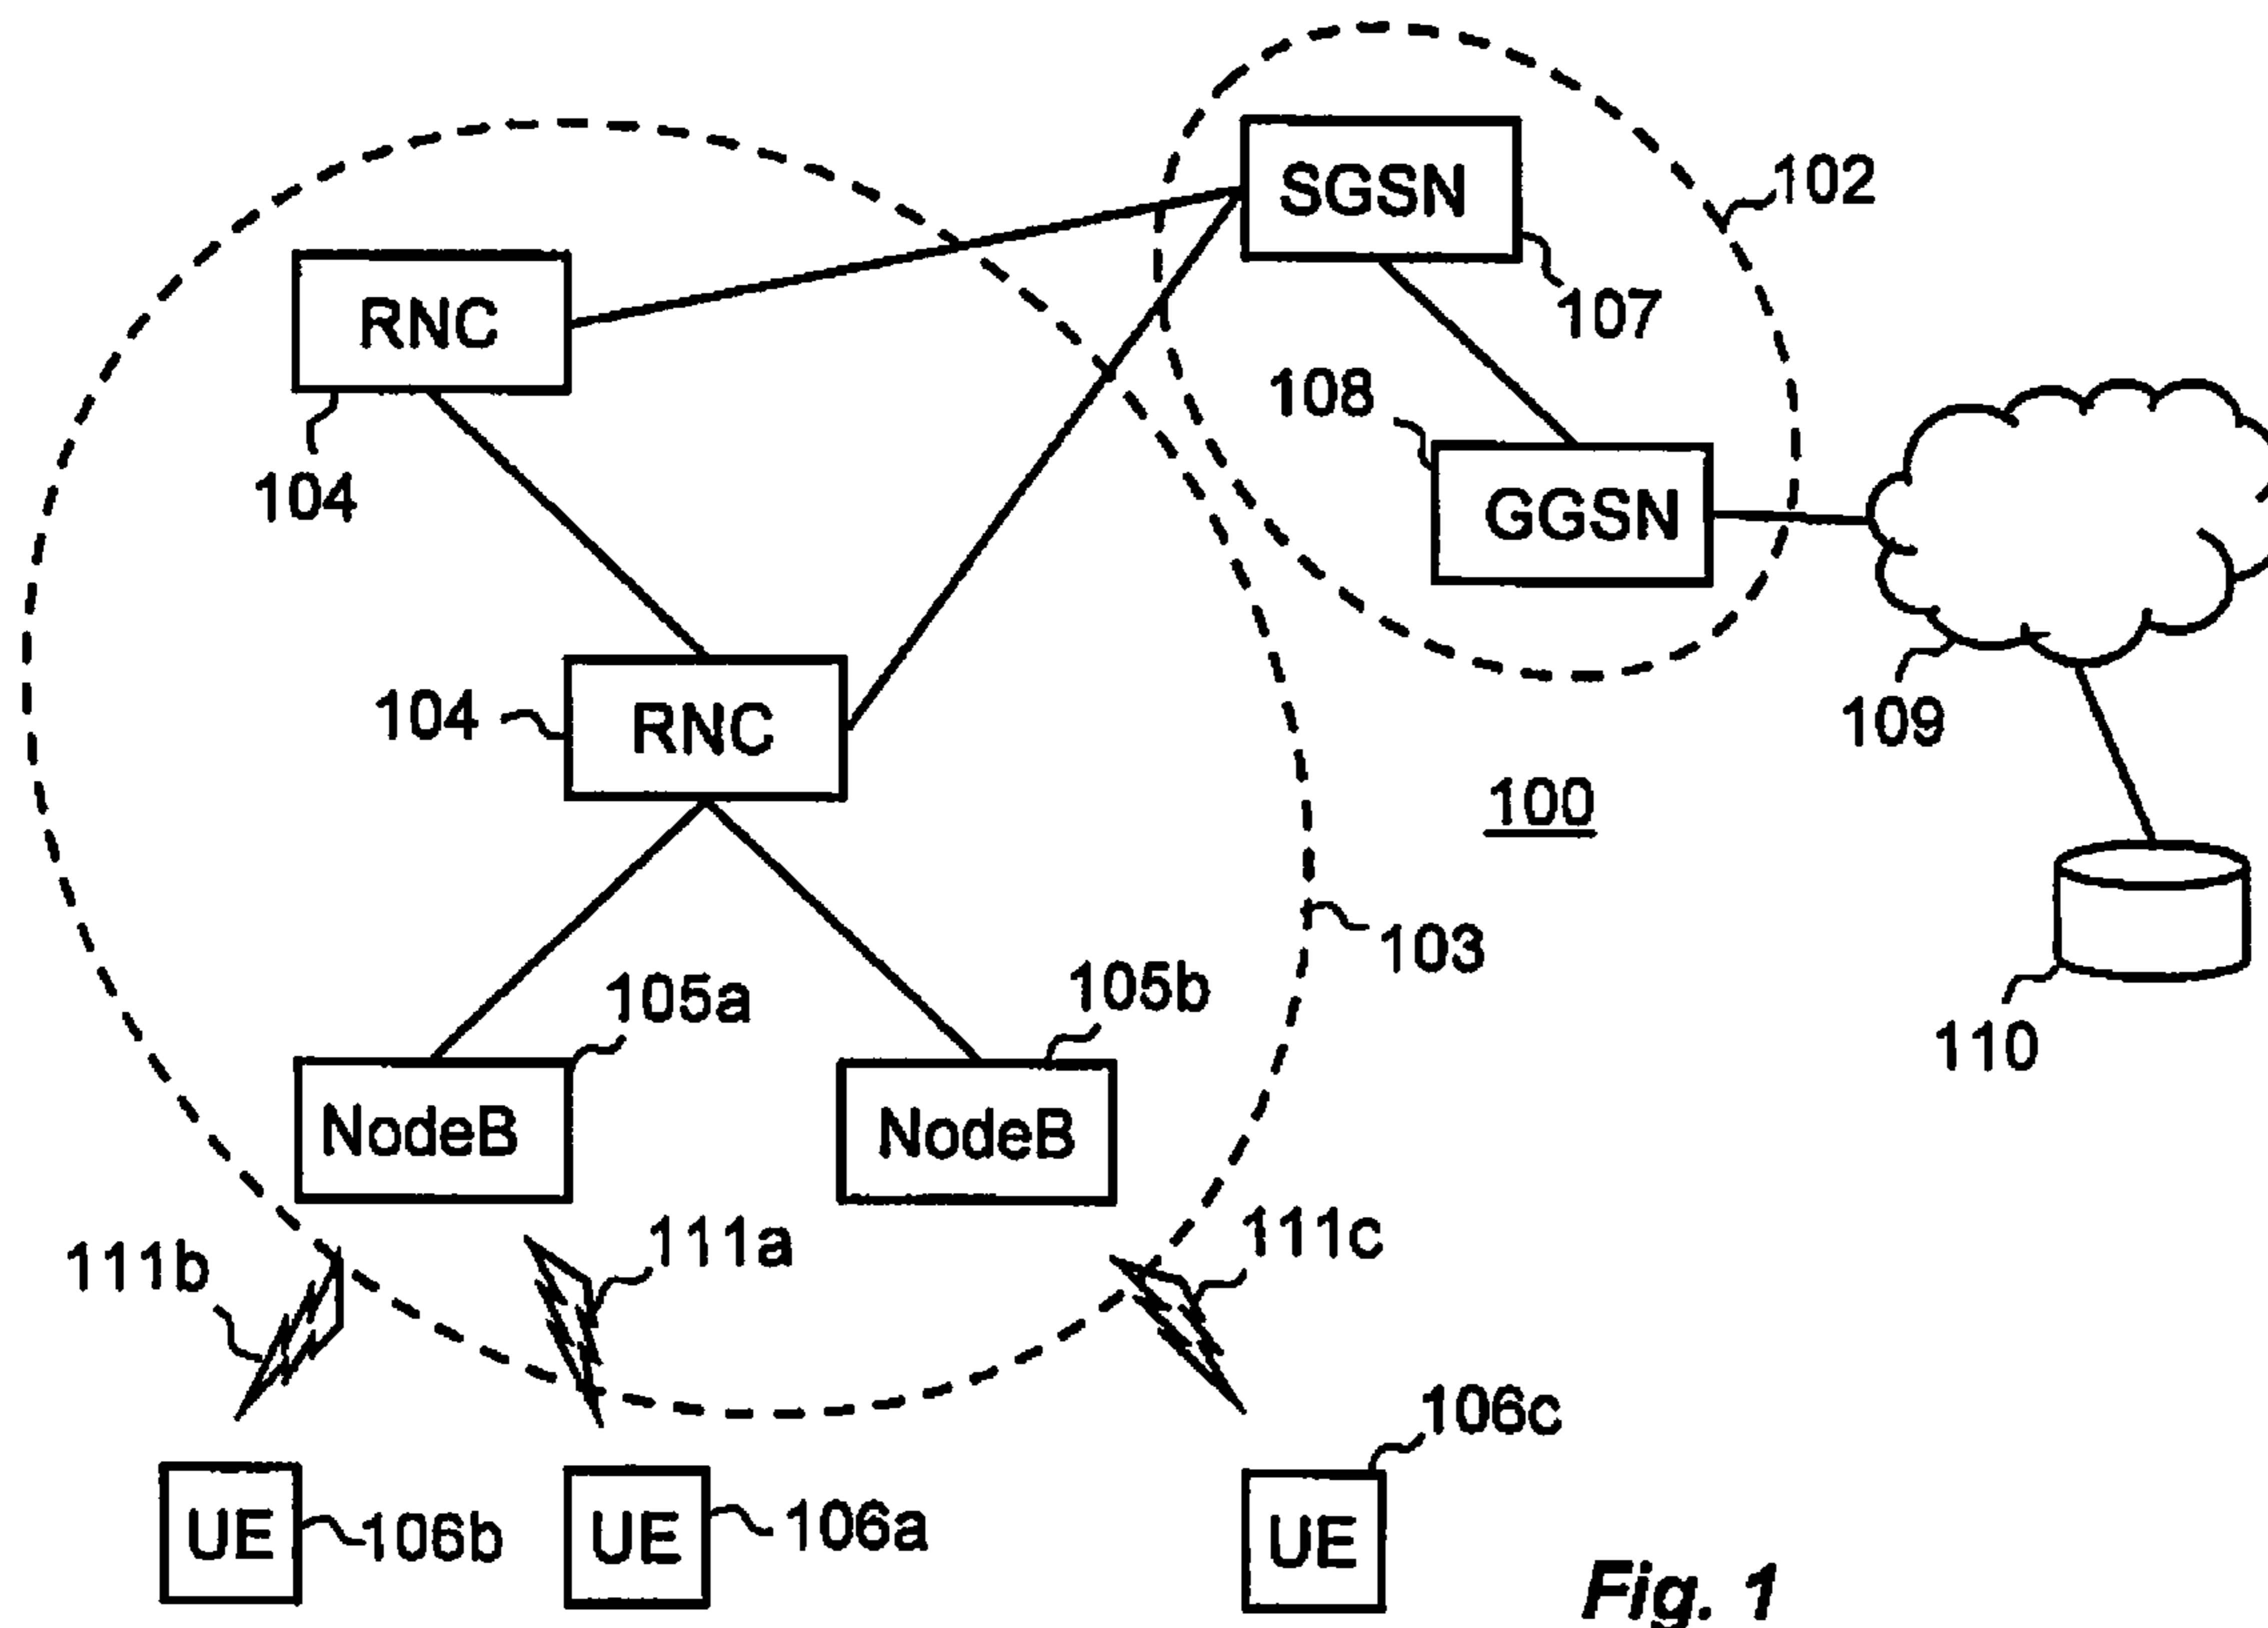 SGSN
102
RNC
107
108
104
GGSN
104
RNC
109
100
103
105a
105b
110
NodeB
NodeB
111b
111a
111c
106c
UE
106b
UE
106a
UE
Fig. 1